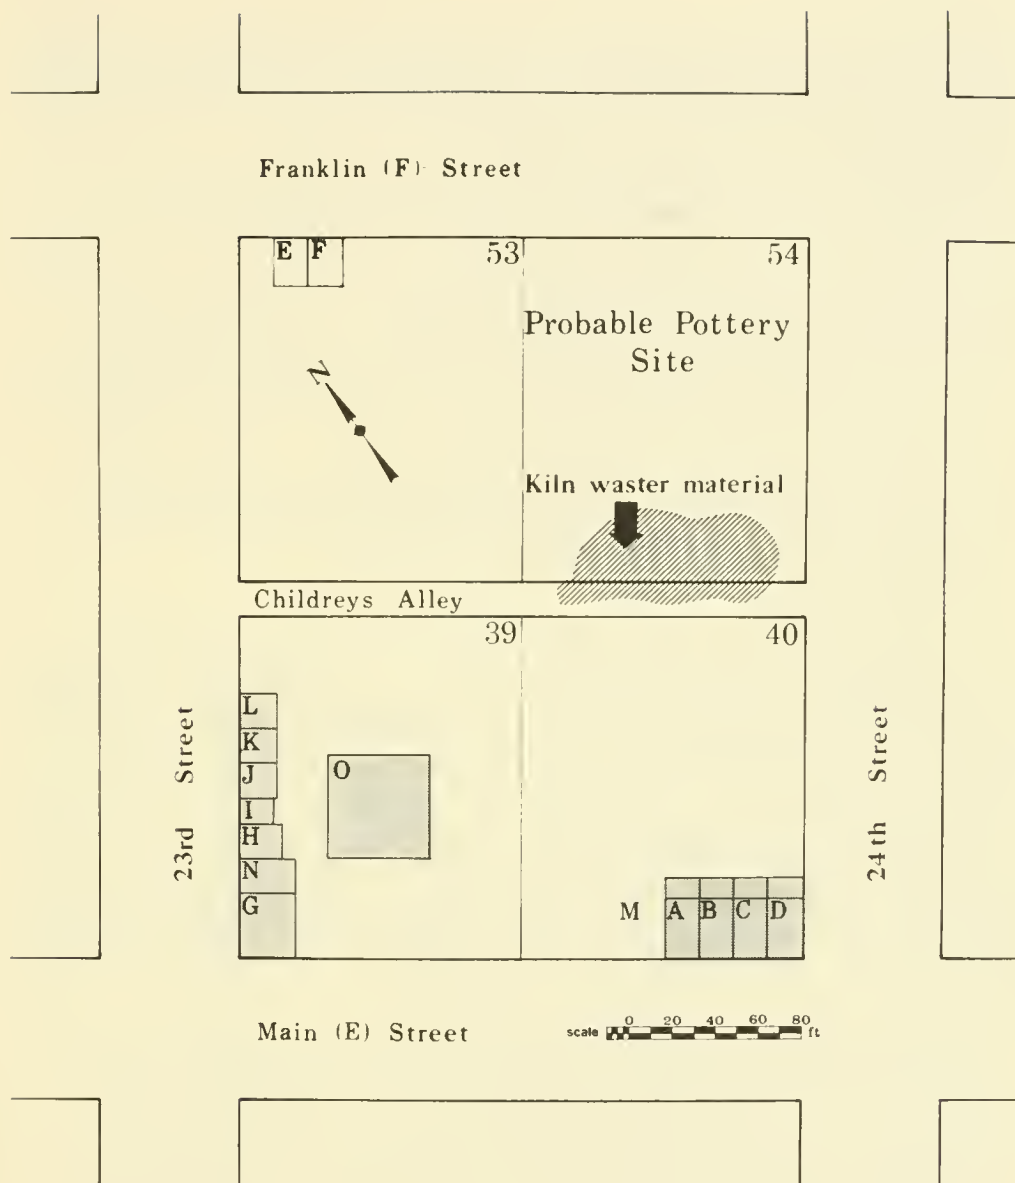 Franklin (F) Street
E F 53 54
Probable Pottery
Site
N
Kiln waster material
Childreys Alley
39 40
L
K
J
O
I
H
N
G
M A B C D
23rd Street
24th Street
Main (E) Street
scale 0 20 40 60 80 ft